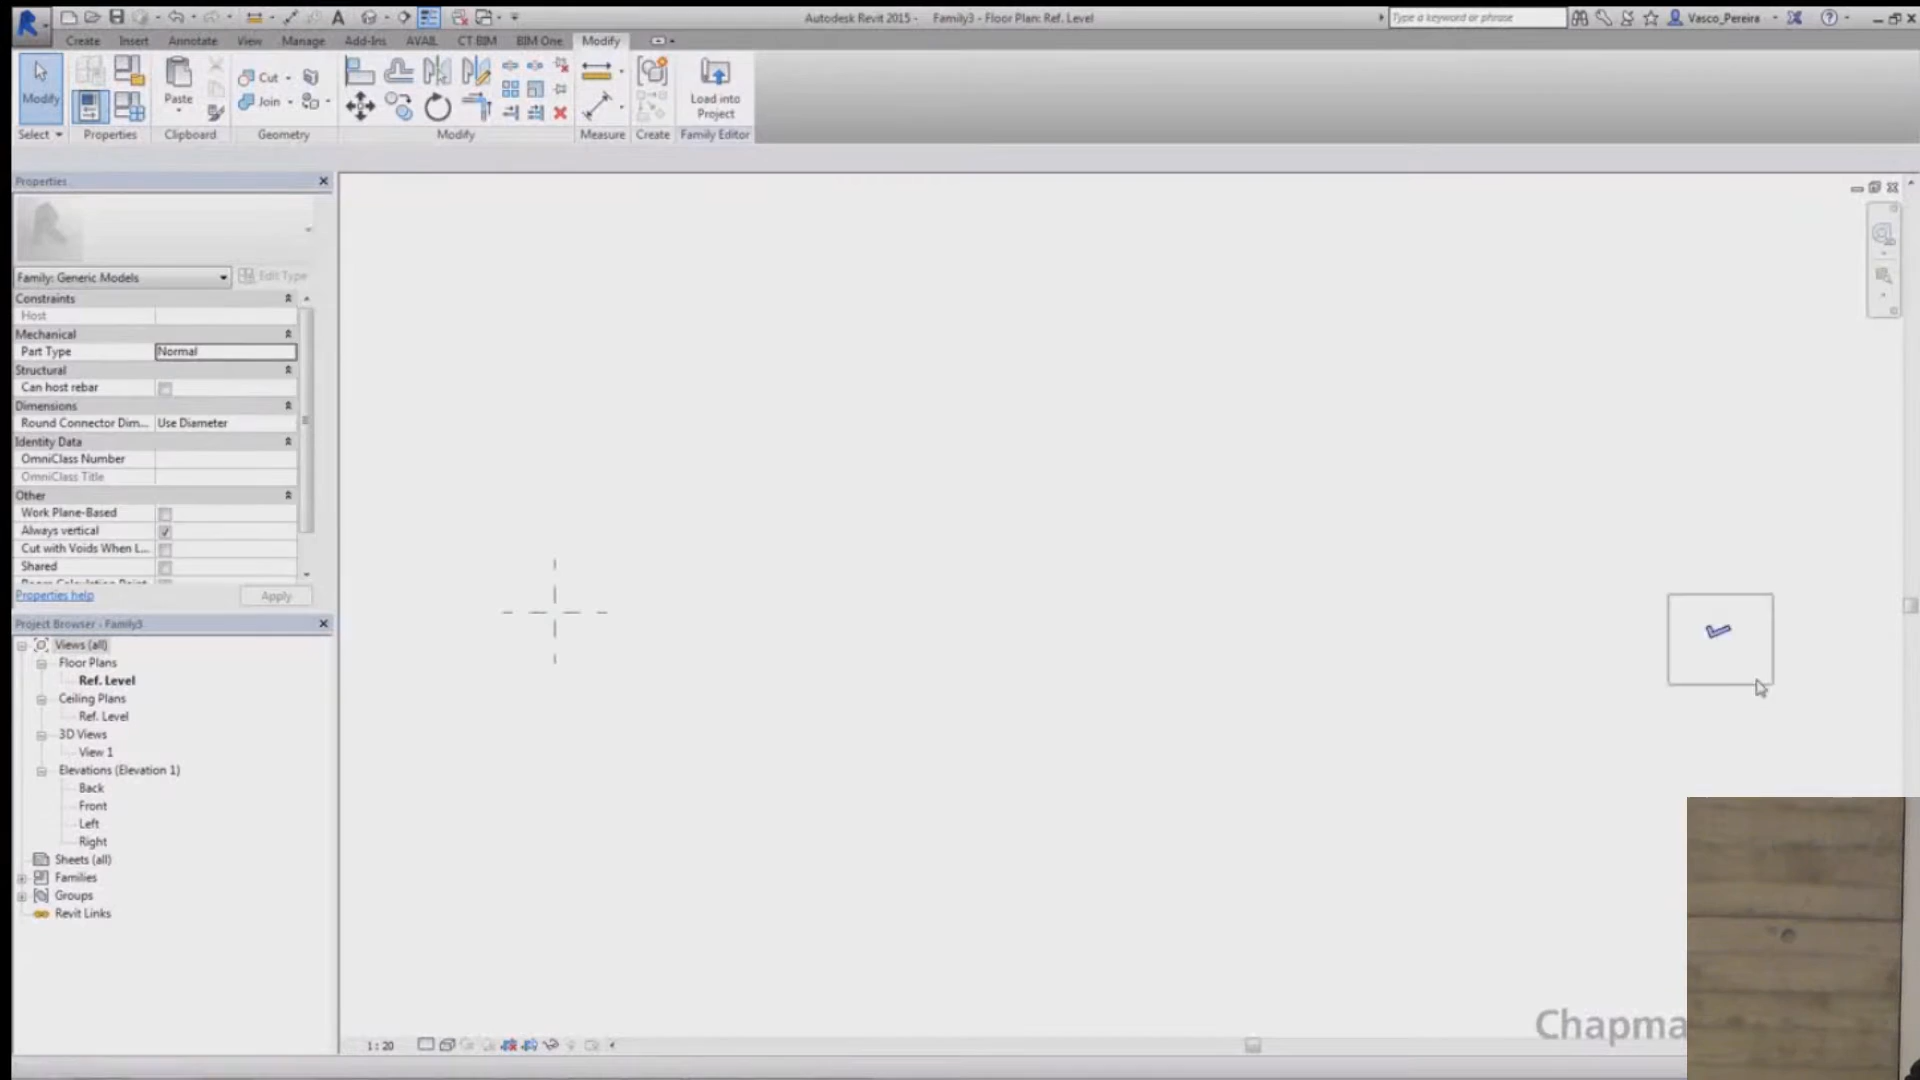 Autodesk Revit 2015 - Family3 - Floor Plan: Ref. Level
Type a keyword or phrase
Vasco_Pereira
Create Insert Annotate View Manage Add-Ins AVAIL CT BIM BIM One Modify
Modify
Paste
Cut
Join
Load into
Project
Select Properties Clipboard Geometry Modify Measure Create Family Editor
Properties
Family: Generic Models
Edit Type
Constraints
Host
Mechanical
Part Type Normal
Structural
Can host rebar
Dimensions
Round Connector Dim... Use Diameter
Identity Data
OmniClass Number
OmniClass Title
Other
Work Plane-Based
Always vertical
Cut with Voids When L...
Shared
Room Calculation Point
Properties help
Apply
Project Browser - Family3
Views (all)
Floor Plans
Ref. Level
Ceiling Plans
Ref. Level
3D Views
View 1
Elevations (Elevation 1)
Back
Front
Left
Right
Sheets (all)
Families
Groups
Revit Links
1 : 20
Chapma